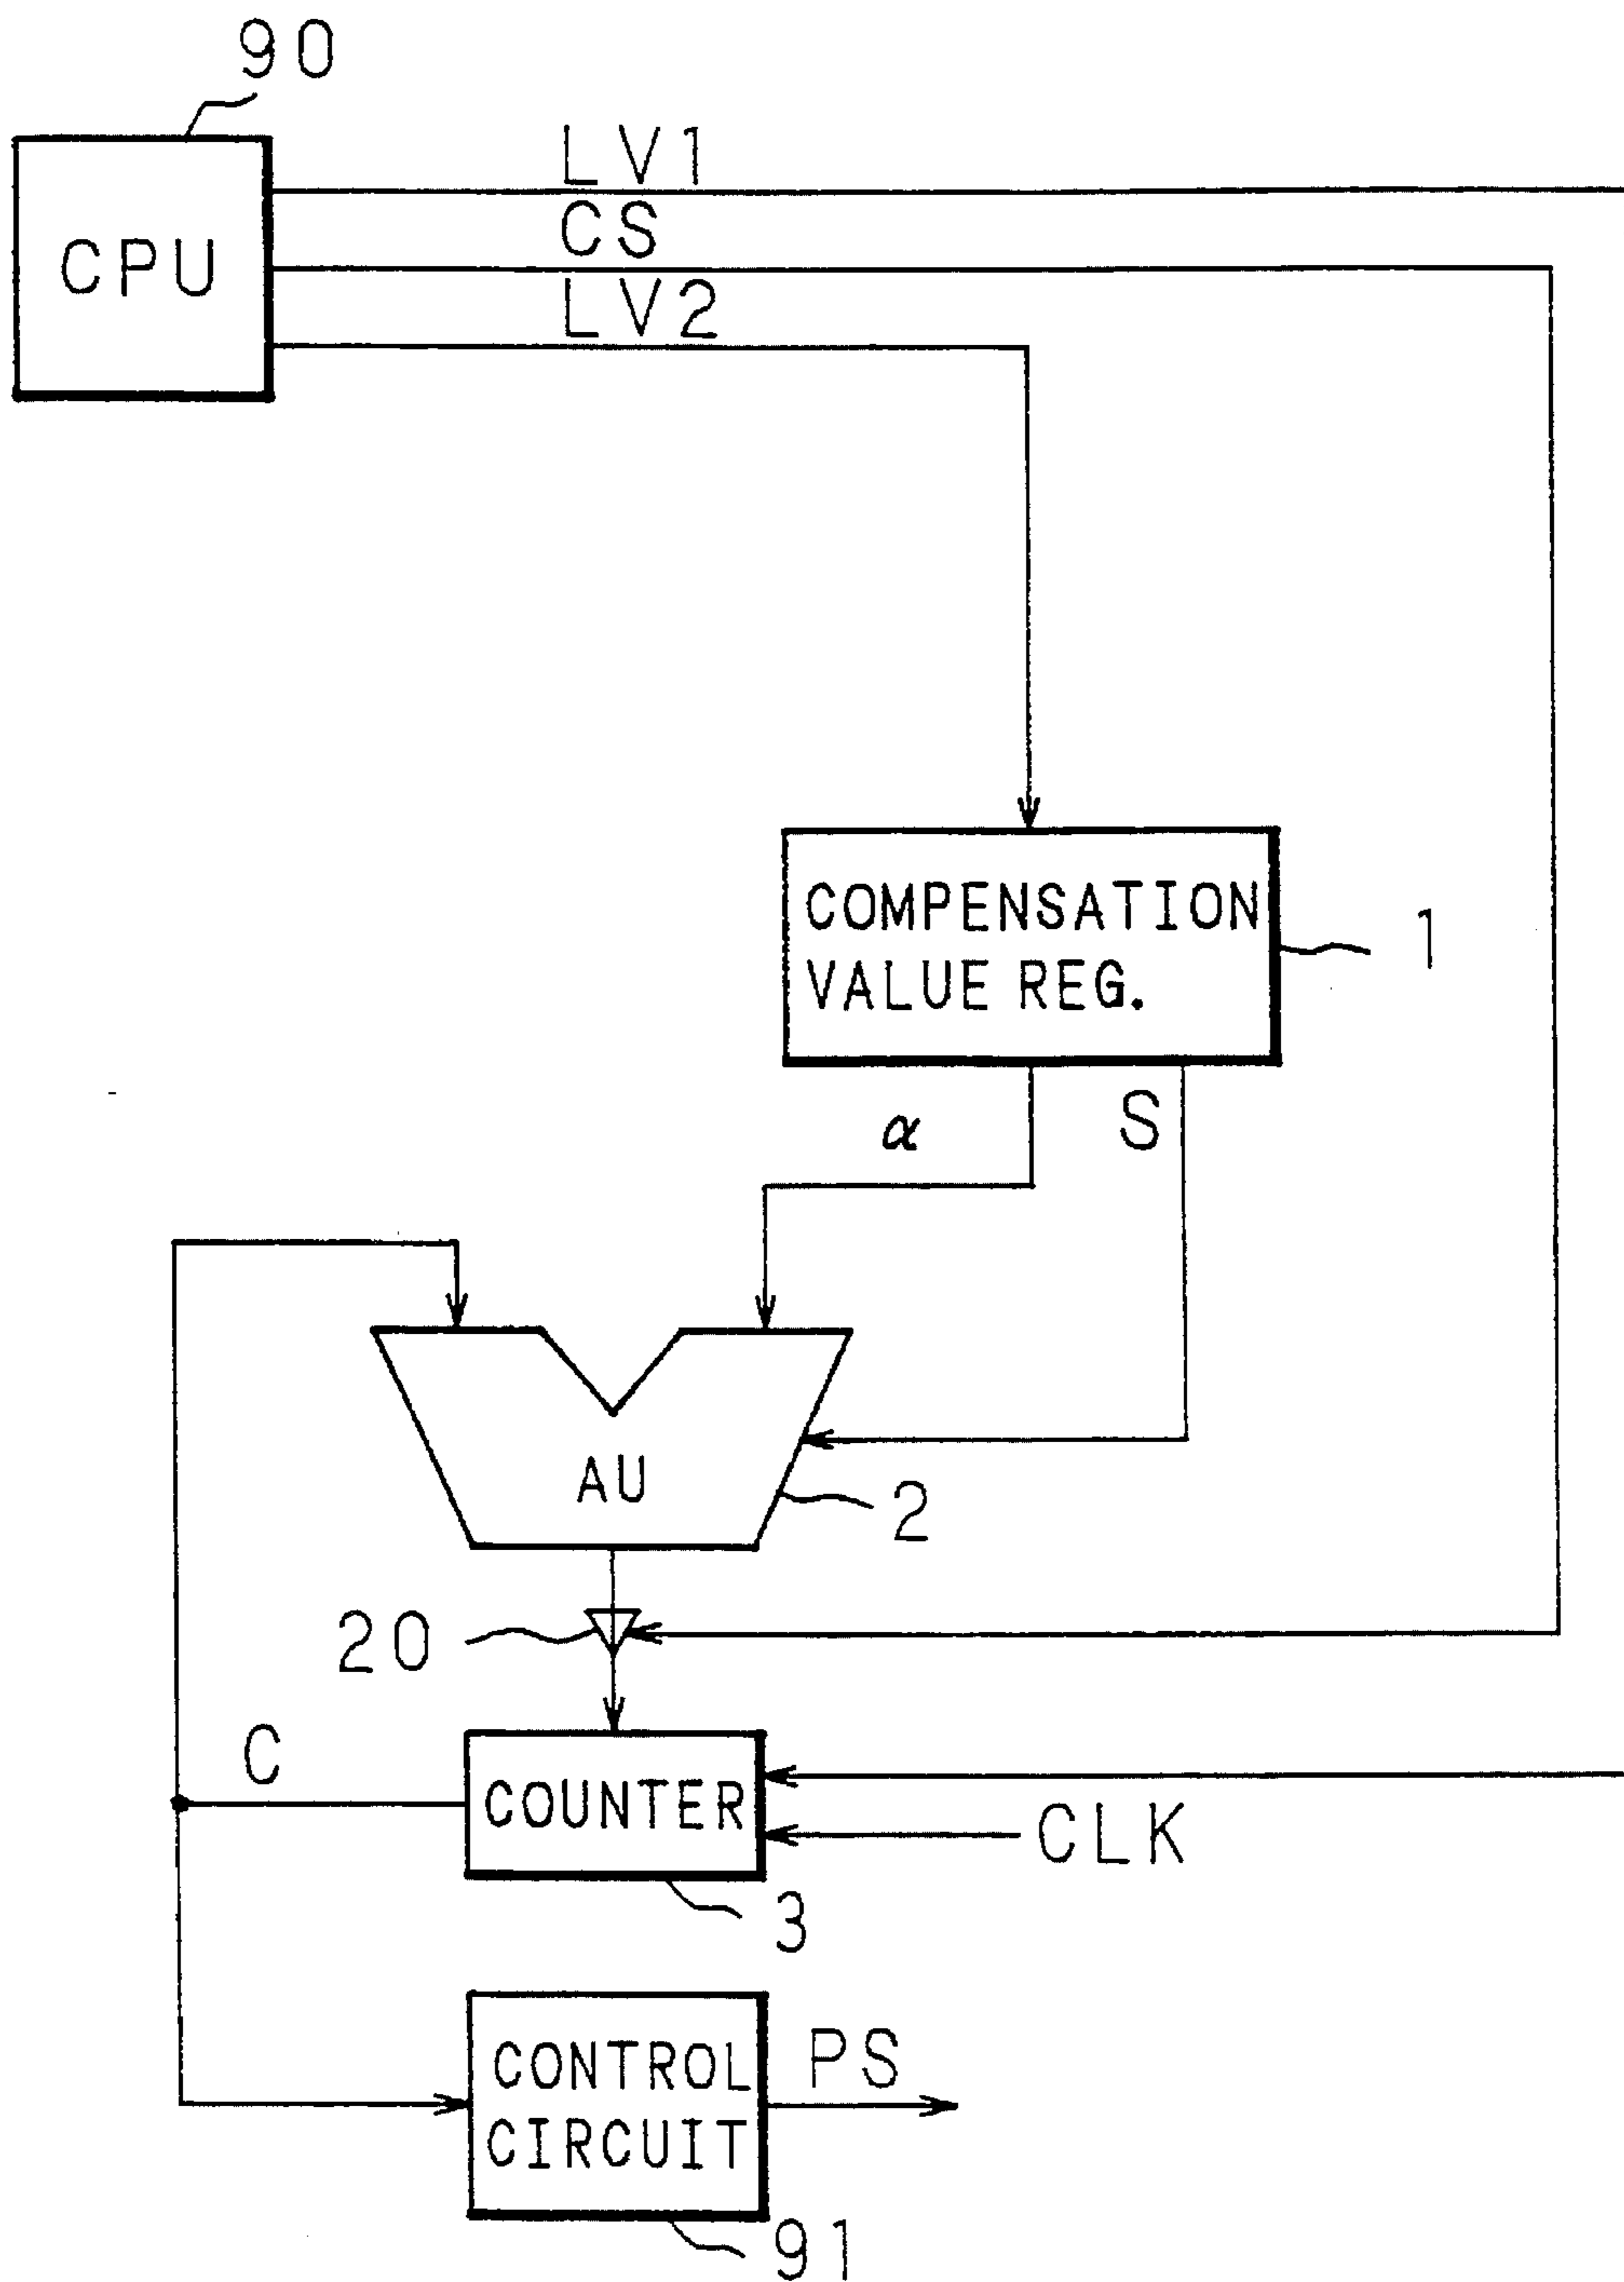 90
LV1
CS
CPU
LV2
COMPENSATION
VALUE REG.
1
α
S
AU
2
20
C
COUNTER
CLK
3
CONTROL
CIRCUIT
PS
91